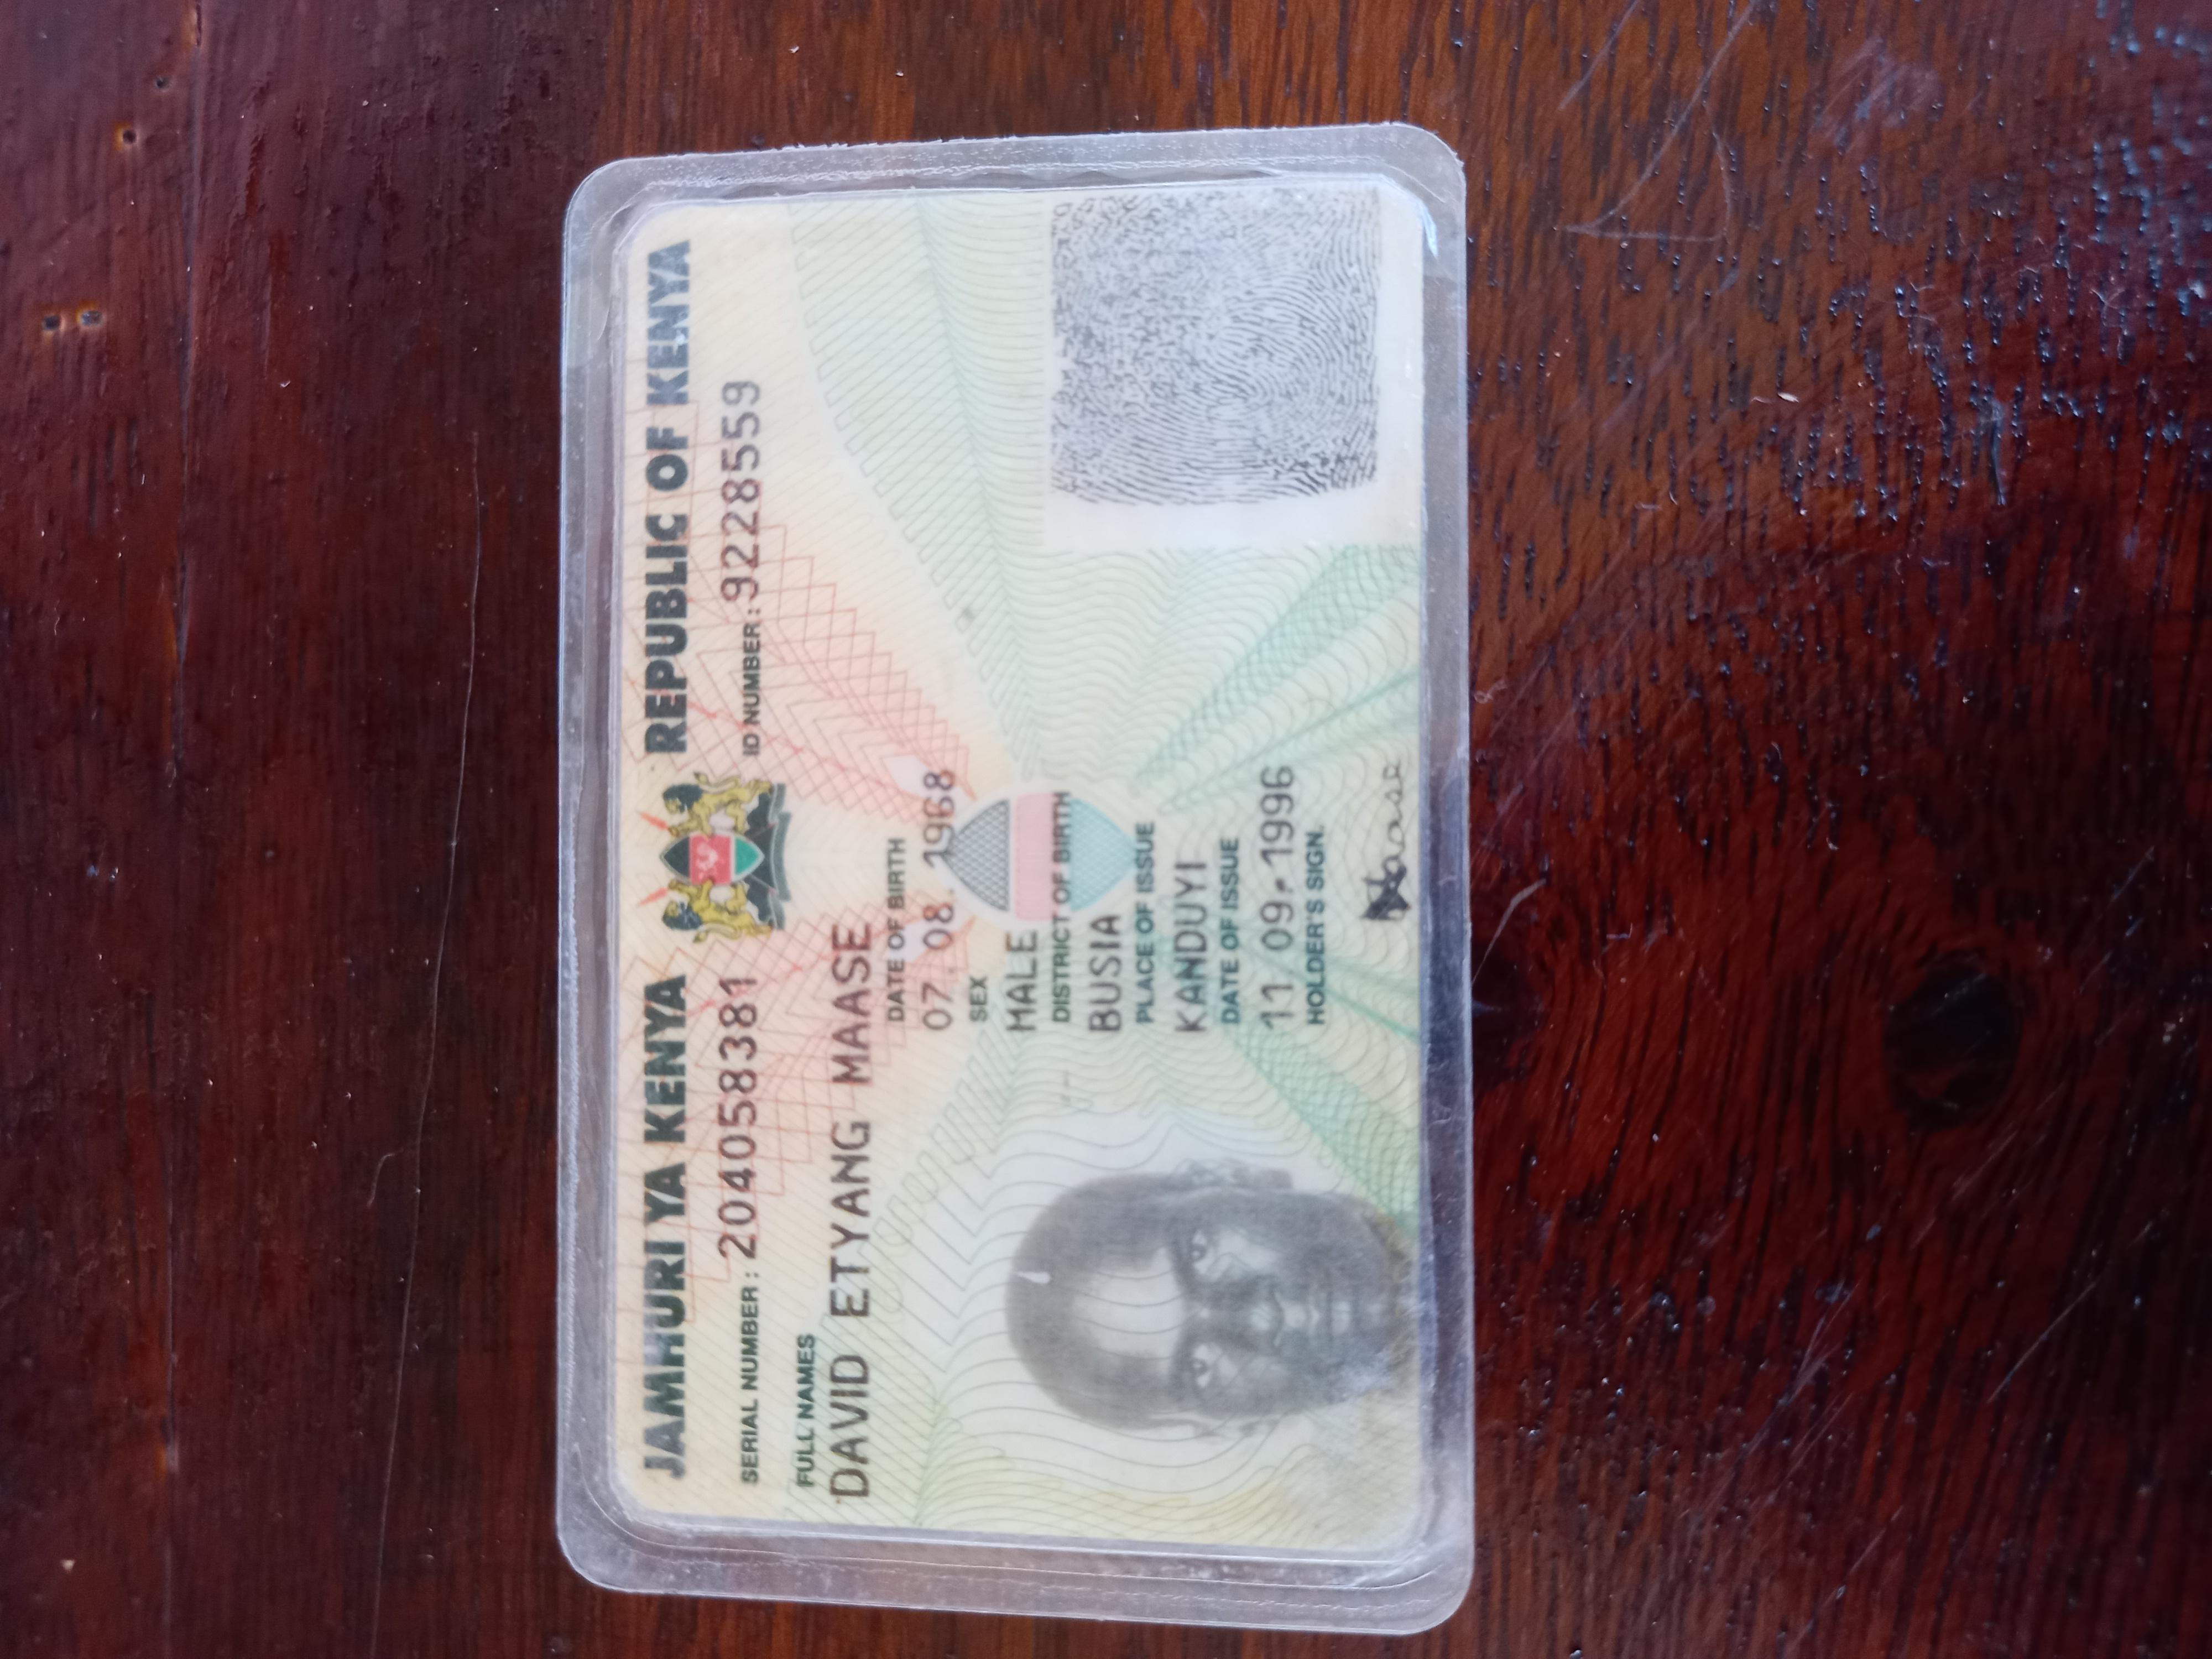 JAMHURI YA KENYA REPUBLIC OF KENYA
SERIAL NUMBER: 204058381 ID NUMBER: 9228559
FULL NAMES
DAVID ETYANG MAASE
DATE OF BIRTH
07. 08. 1968
SEX
MALE
DISTRICT OF BIRTH
BUSIA
PLACE OF ISSUE
KANDUYI
DATE OF ISSUE
11 09. 1996
HOLDER'S SIGN.
Maase